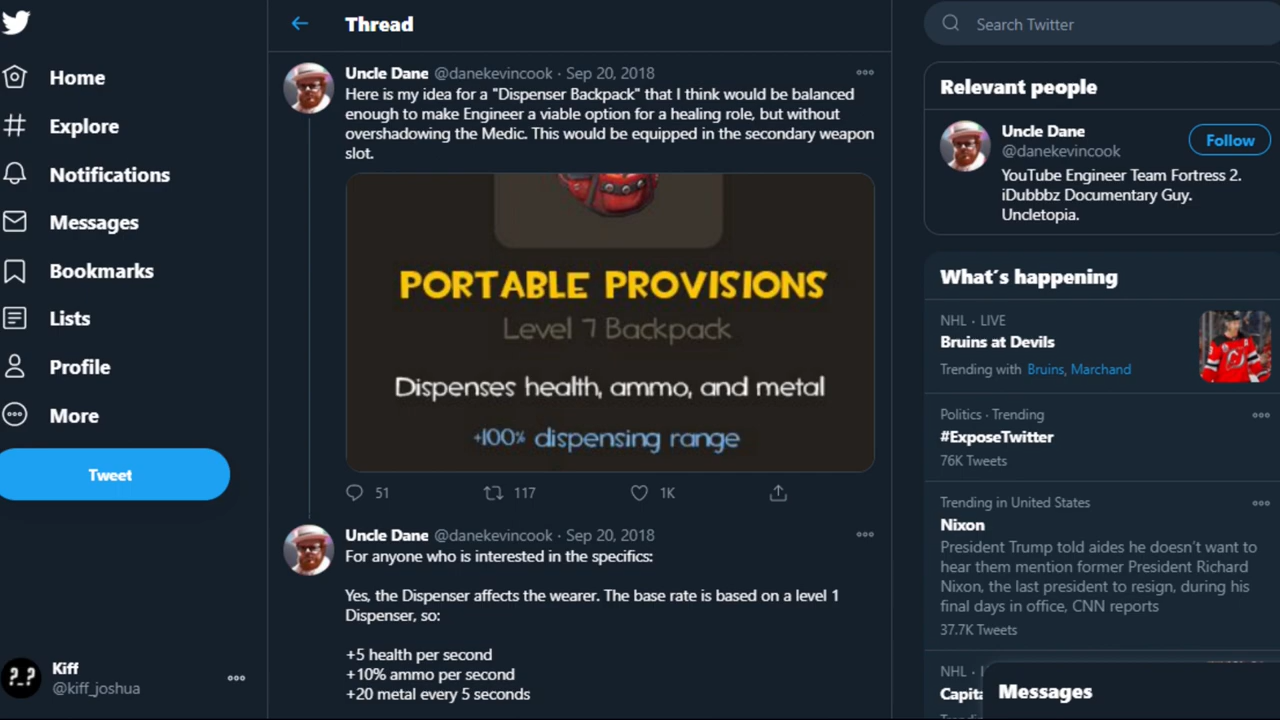 Home
Explore
Notifications
Messages
Bookmarks
Lists
Profile
More
Tweet
Kiff
@kiff_joshua
Thread
Uncle Dane @danekevincook · Sep 20, 2018
Here is my idea for a "Dispenser Backpack" that I think would be balanced
enough to make Engineer a viable option for a healing role, but without
overshadowing the Medic. This would be equipped in the secondary weapon
slot.
PORTABLE PROVISIONS
Level 7 Backpack
Dispenses health, ammo, and metal
+100% dispensing range
51 117 1K
Uncle Dane @danekevincook · Sep 20, 2018
For anyone who is interested in the specifics:
Yes, the Dispenser affects the wearer. The base rate is based on a level 1
Dispenser, so:
+5 health per second
+10% ammo per second
+20 metal every 5 seconds
Search Twitter
Relevant people
Uncle Dane
@danekevincook
Follow
YouTube Engineer Team Fortress 2.
iDubbbz Documentary Guy.
Uncletopia.
What's happening
NHL · LIVE
Bruins at Devils
Trending with Bruins, Marchand
Politics · Trending
#ExposeTwitter
76K Tweets
Trending in United States
Nixon
President Trump told aides he doesn't want to
hear them mention former President Richard
Nixon, the last president to resign, during his
final days in office, CNN reports
37.7K Tweets
NHL ·
Capita
Messages